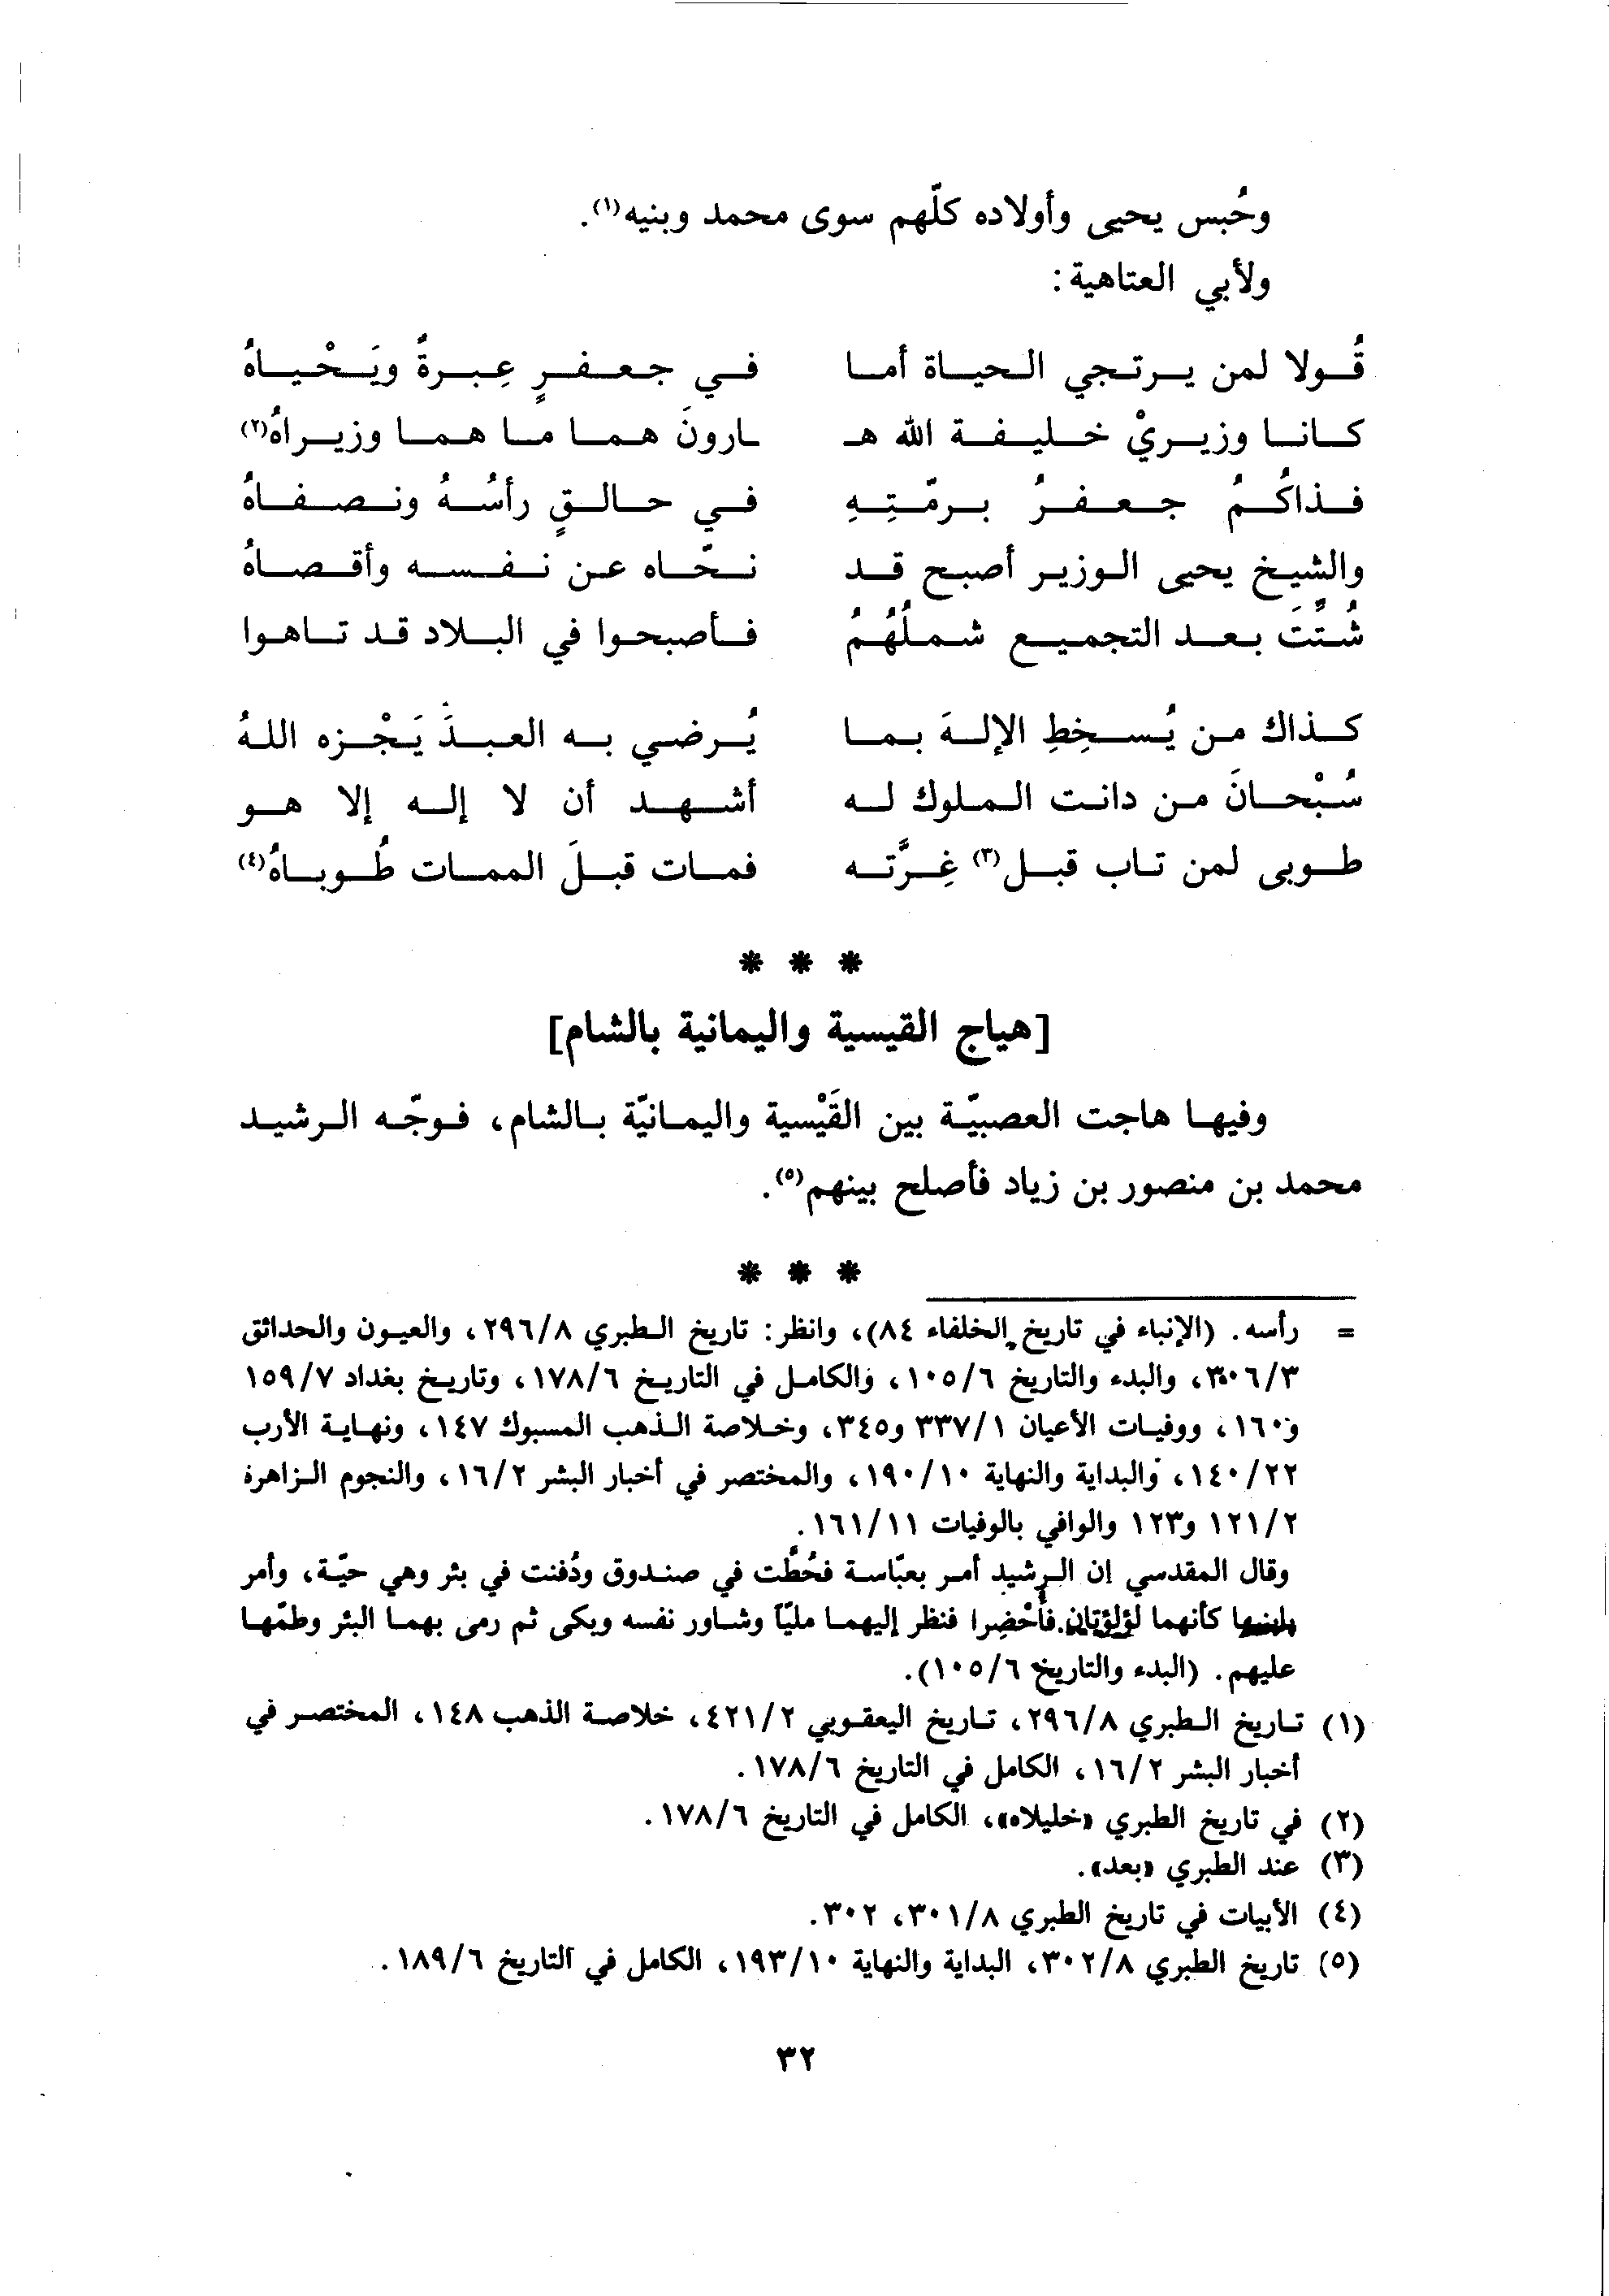 وحُبس يحيى وأولاده كلّهم سوى محمد وبنيه(١).
ولأبي العتاهية:
قُولا لمن يرتجي الحياة أما في جعفرٍ عِبرةٌ ويَحْياهُ
كانا وزيريْ خليفة الله هـ ـارونَ هما ما هما وزيراهُ(٢)
فذاكُمُ جعفرُ برمّتِهِ في حالقٍ رأسُهُ ونصفاهُ
والشيخ يحيى الوزير أصبح قد نحّاه عن نفسه وأقصاهُ
شُتِّتَ بعد التجميع شملُهُمُ فأصبحوا في البلاد قد تاهوا
كذاك من يُسخِطِ الإلهَ بما يُرضي به العبدَ يَجْزه اللهُ
سُبْحانَ من دانت الملوك له أشهد أن لا إله إلا هو
طوبى لمن تاب قبل(٣) غِرَّته فمات قبلَ الممات طُوباهُ(٤)
* * *
[هياج القيسية واليمانية بالشام]
وفيها هاجت العصبيّة بين القَيْسية واليمانيّة بالشام، فوجّه الرشيد
محمد بن منصور بن زياد فأصلح بينهم(٥).
* * *
= رأسه. (الإنباء في تاريخ الخلفاء ٨٤)، وانظر: تاريخ الطبري ٢٩٦/٨، والعيون والحدائق
٣٠٦/٣، والبدء والتاريخ ١٠٥/٦، والكامل في التاريخ ١٧٨/٦، وتاريخ بغداد ١٥٩/٧
و١٦٠، ووفيات الأعيان ٣٣٧/١ و٣٤٥، وخلاصة الذهب المسبوك ١٤٧، ونهاية الأرب
١٤٠/٢٢، والبداية والنهاية ١٩٠/١٠، والمختصر في أخبار البشر ١٦/٢، والنجوم الزاهرة
١٢١/٢ و١٢٣ والوافي بالوفيات ١٦١/١١.
وقال المقدسي إن الرشيد أمر بعبّاسة فحُطَّت في صندوق ودُفنت في بئر وهي حيّة، وأمر
بابنيها كأنهما لؤلؤتان فأُحْضِرا فنظر إليهما مليّاً وشاور نفسه وبكى ثم رمى بهما البئر وطمّها
عليهم. (البدء والتاريخ ١٠٥/٦).
(١) تاريخ الطبري ٢٩٦/٨، تاريخ اليعقوبي ٤٢١/٢، خلاصة الذهب ١٤٨، المختصر في
أخبار البشر ١٦/٢، الكامل في التاريخ ١٧٨/٦.
(٢) في تاريخ الطبري «خليلاه»، الكامل في التاريخ ١٧٨/٦.
(٣) عند الطبري «بعد».
(٤) الأبيات في تاريخ الطبري ٣٠١/٨، ٣٠٢.
(٥) تاريخ الطبري ٣٠٢/٨، البداية والنهاية ١٩٣/١٠، الكامل في التاريخ ١٨٩/٦.
٣٢